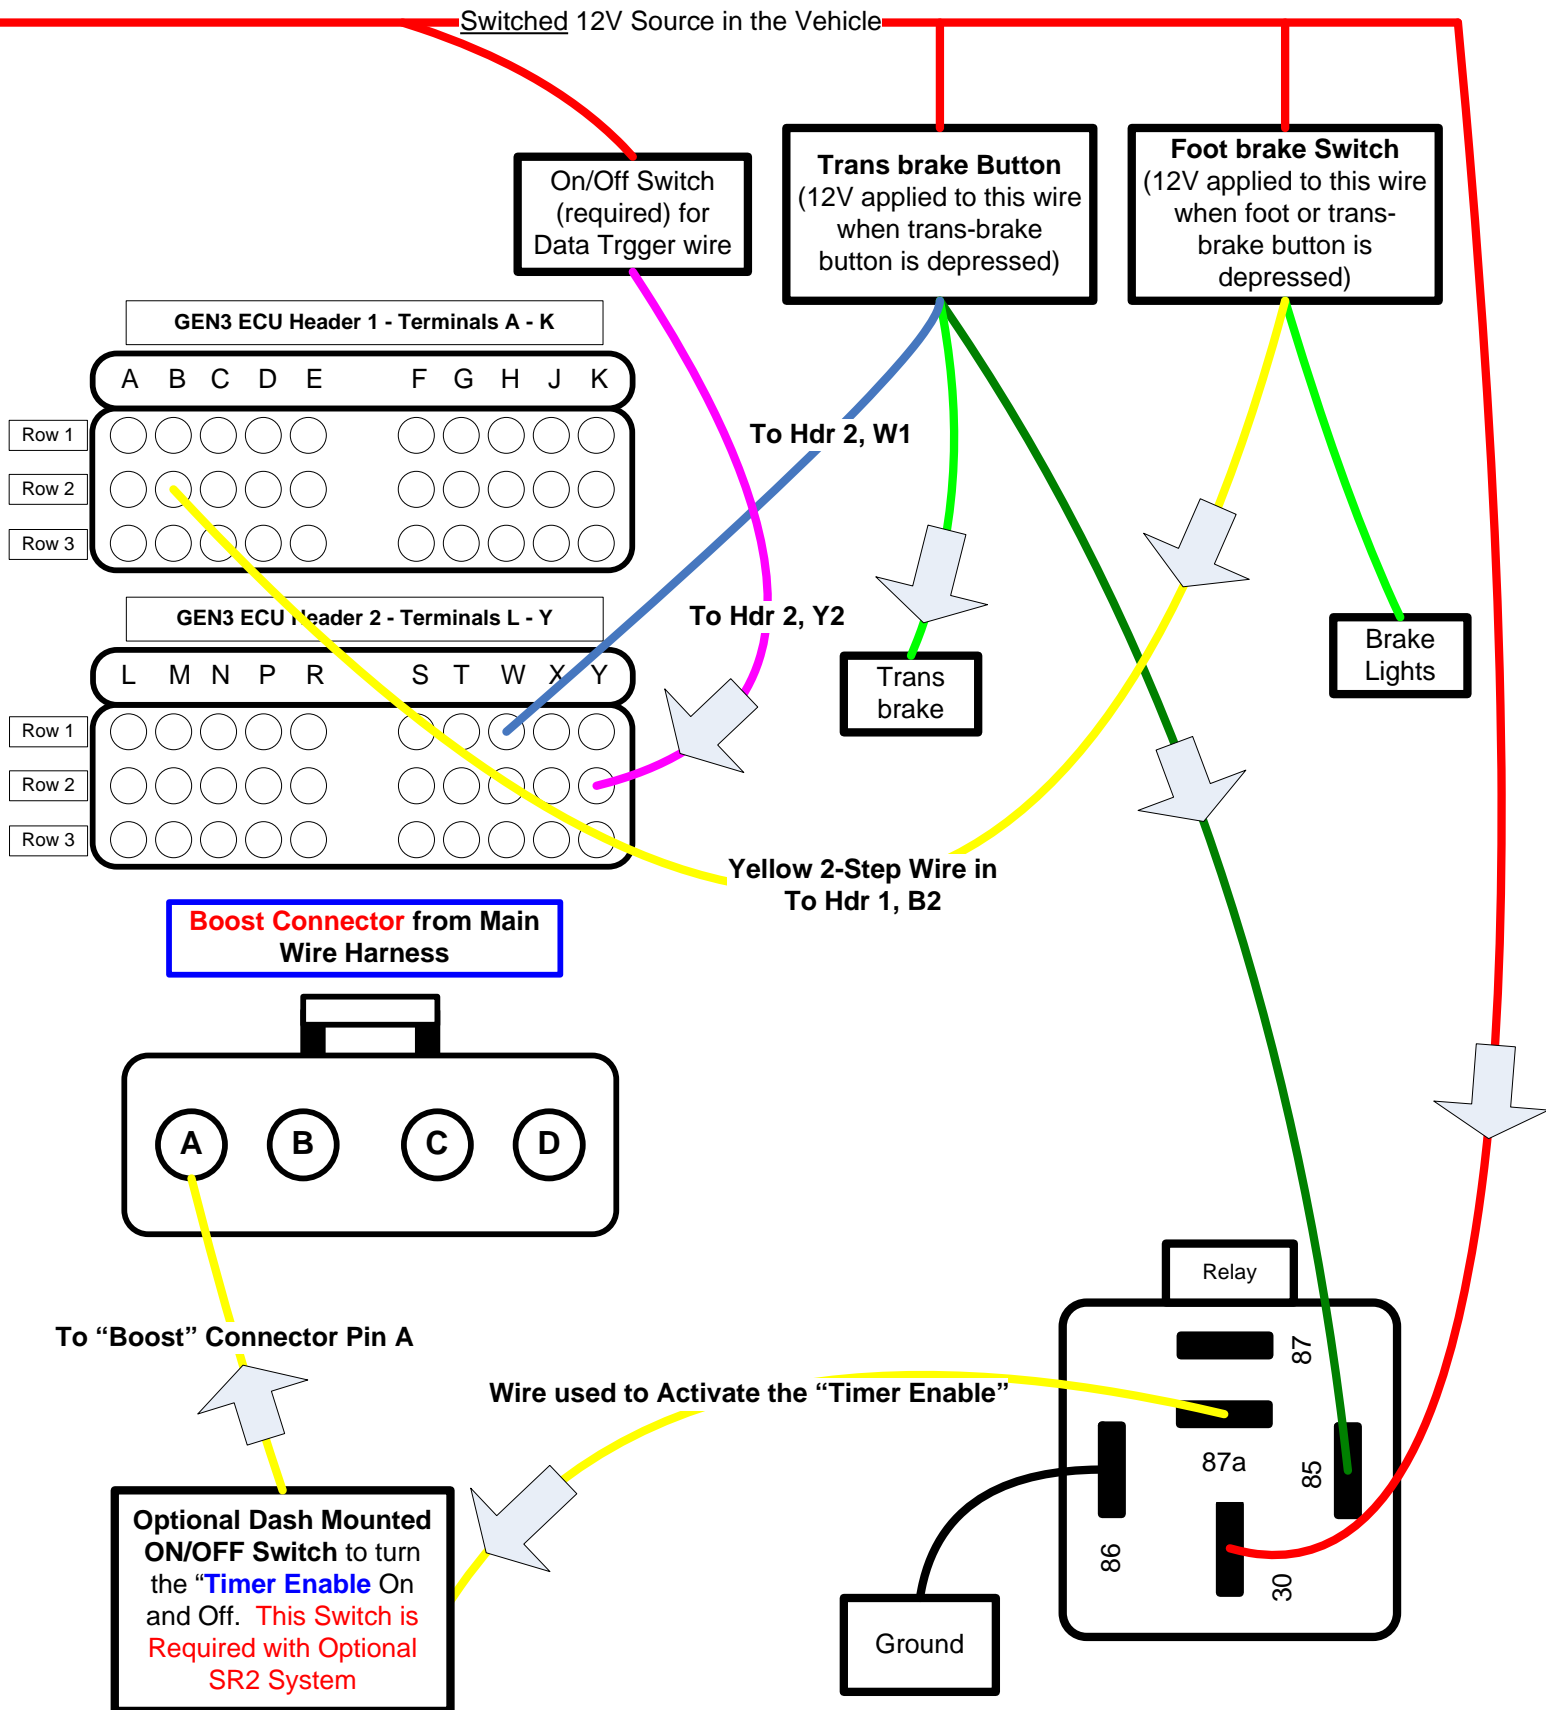 Switched 12V Source in the Vehicle
On/Off Switch
(required) for
Data Trgger wire
Trans brake Button
(12V applied to this wire
when trans-brake
button is depressed)
Foot brake Switch
(12V applied to this wire
when foot or trans-
brake button is
depressed)
GEN3 ECU Header 1 - Terminals A - K
A B C D E F G H J K
Row 1
Row 2
Row 3
To Hdr 2, W1
GEN3 ECU Header 2 - Terminals L - Y
L M N P R S T W X Y
Row 1
Row 2
Row 3
To Hdr 2, Y2
Trans
brake
Brake
Lights
Yellow 2-Step Wire in
To Hdr 1, B2
Boost Connector from Main
Wire Harness
A B C D
To “Boost” Connector Pin A
Relay
87
87a
85
86
30
Wire used to Activate the “Timer Enable”
Optional Dash Mounted
ON/OFF Switch to turn
the “Timer Enable On
and Off. This Switch is
Required with Optional
SR2 System
Ground